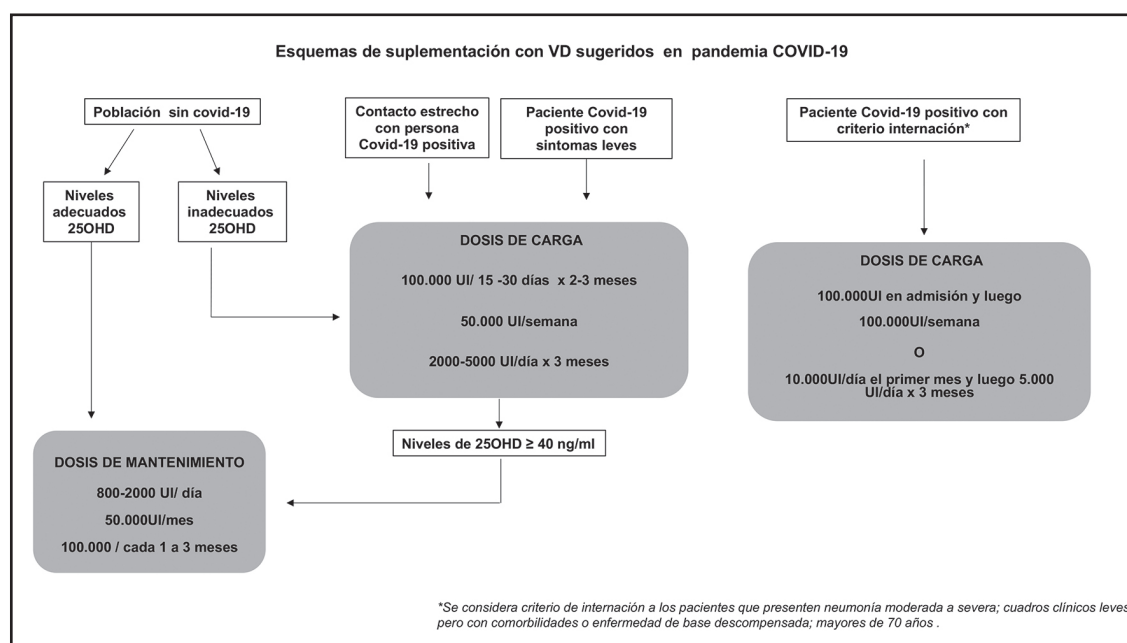 Esquemas de suplementación con VD sugeridos en pandemia COVID-19
Población sin covid-19
Contacto estrecho
con persona
Covid-19 positiva
Paciente Covid-19
positivo con
sintomas leves
Paciente Covid-19 positivo con
criterio internación*
Niveles
adecuados
25OHD
Niveles
inadecuados
25OHD
DOSIS DE CARGA
100.000 UI/ 15 -30 días x 2-3 meses
50.000 UI/semana
2000-5000 UI/día x 3 meses
DOSIS DE CARGA
100.000UI en admisión y luego
100.000UI/semana
O
10.000UI/día el primer mes y luego 5.000
UI/día x 3 meses
Niveles de 25OHD ≥ 40 ng/ml
DOSIS DE MANTENIMIENTO
800-2000 UI/ día
50.000UI/mes
100.000 / cada 1 a 3 meses
*Se considera criterio de internación a los pacientes que presenten neumonía moderada a severa; cuadros clínicos leves
pero con comorbilidades o enfermedad de base descompensada; mayores de 70 años .